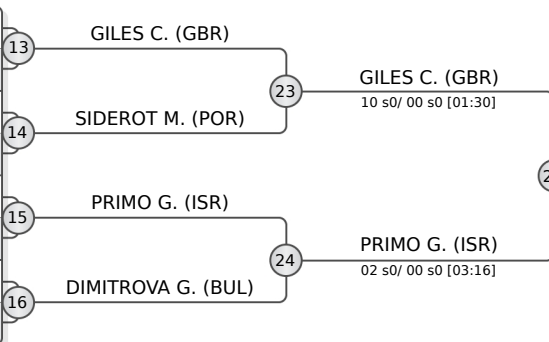 GILES C. (GBR)
13
23
GILES C. (GBR)
10 s0/ 00 s0 [01:30]
SIDEROT M. (POR)
14
PRIMO G. (ISR)
15
24
PRIMO G. (ISR)
02 s0/ 00 s0 [03:16]
DIMITROVA G. (BUL)
16